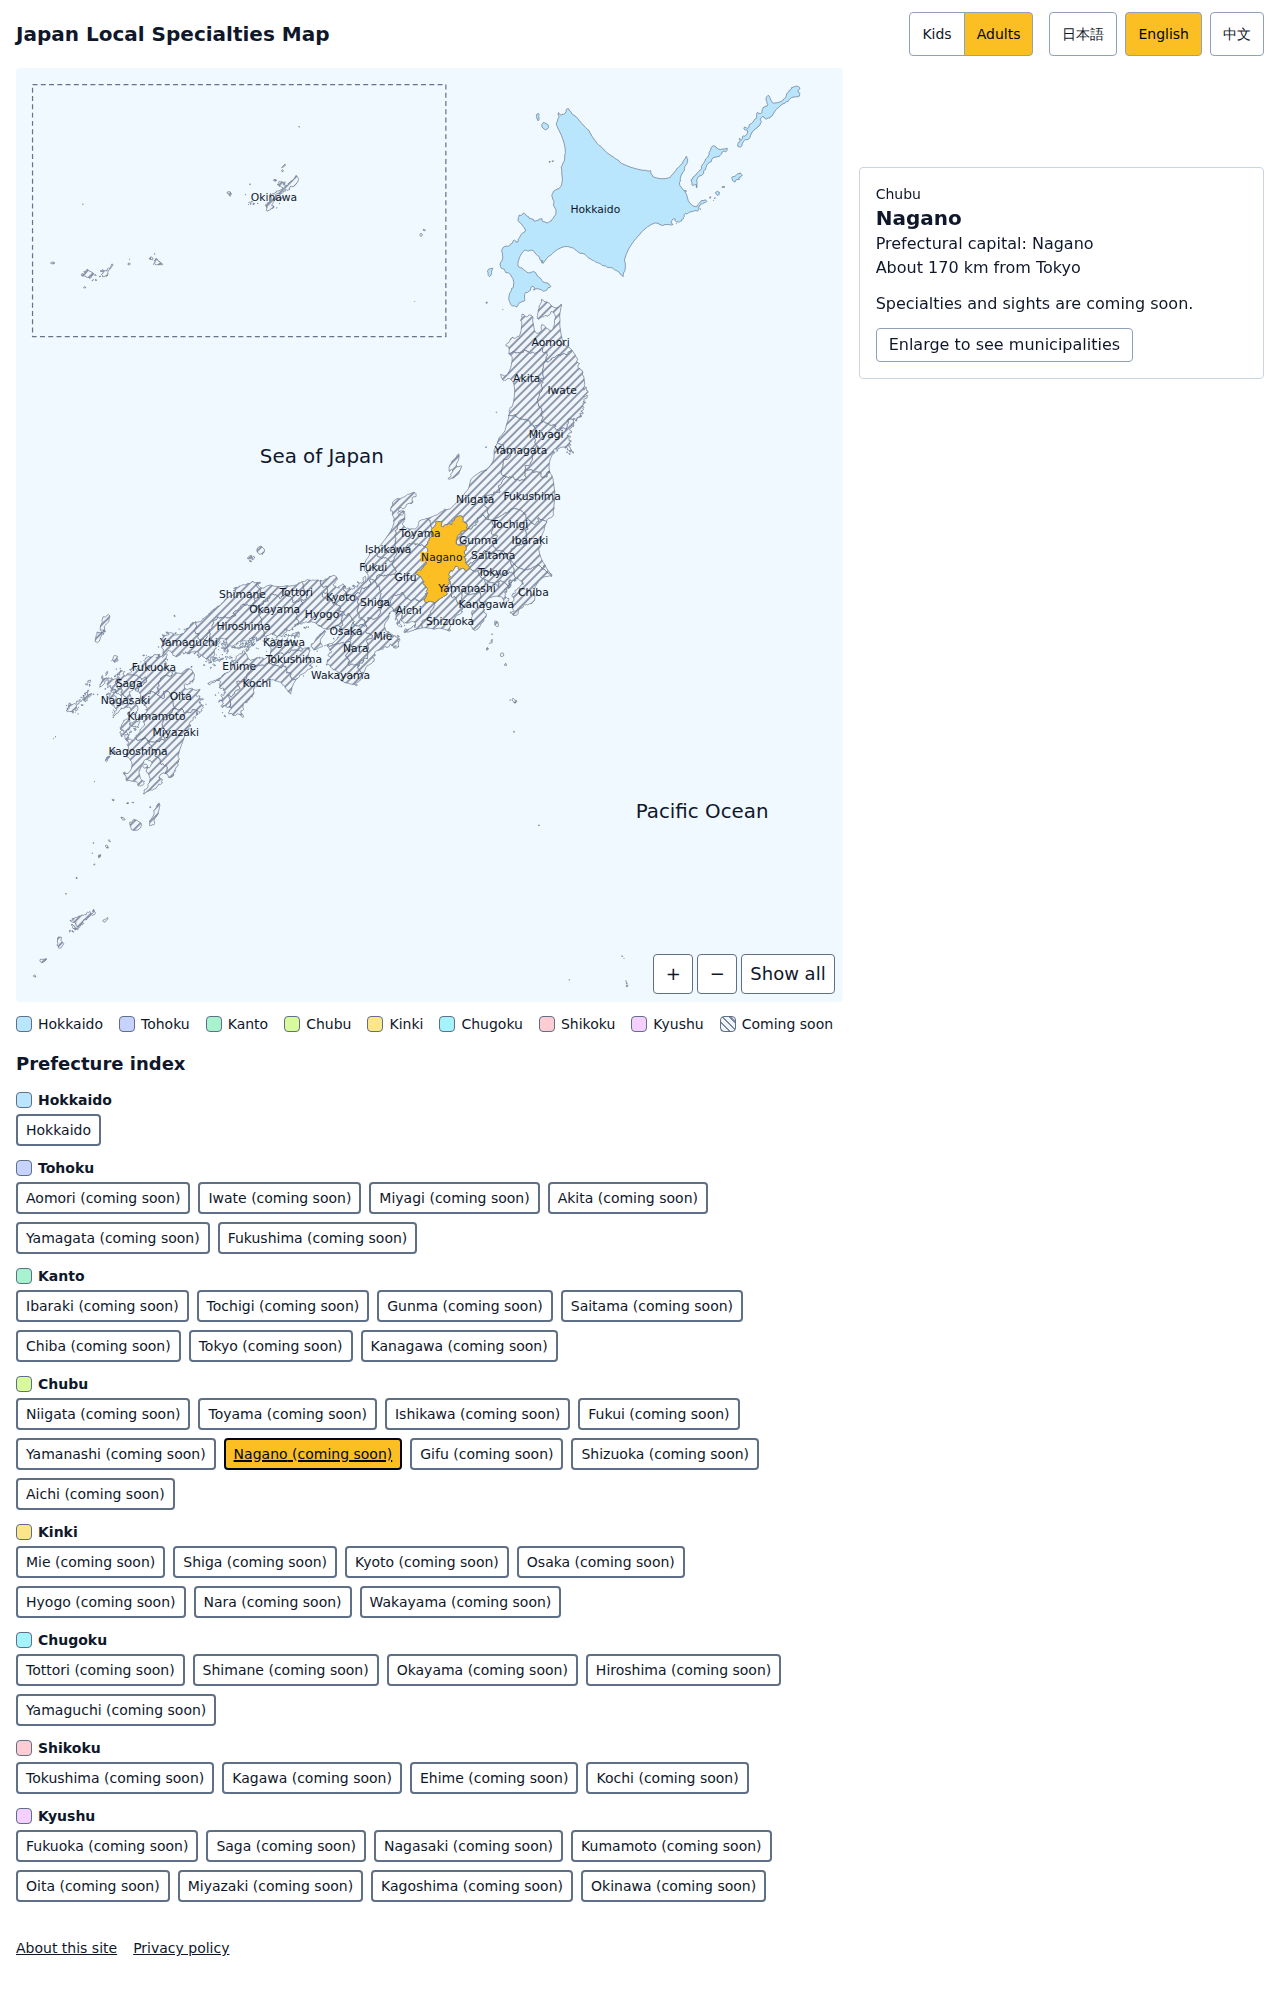 Japan Local Specialties Map
Kids Adults 日本語 English 中文
Okinawa
Hokkaido
Aomori
Akita
Iwate
Miyagi
Yamagata
Sea of Japan
Niigata Fukushima
Tochigi
Toyama
Gunma Ibaraki
Ishikawa
Nagano Saitama
Fukui
Gifu
Tokyo
Yamanashi
Chiba
Shimane Tottori Kyoto Shiga
Kanagawa
Okayama Hyogo Aichi
Shizuoka
Hiroshima Osaka Mie
Yamaguchi Kagawa Nara
Fukuoka Ehime Tokushima
Saga Kochi Wakayama
Nagasaki Oita
Kumamoto
Miyazaki
Kagoshima
Pacific Ocean
+ − Show all
Chubu
Nagano
Prefectural capital: Nagano
About 170 km from Tokyo
Specialties and sights are coming soon.
Enlarge to see municipalities
Hokkaido Tohoku Kanto Chubu Kinki Chugoku Shikoku Kyushu Coming soon
Prefecture index
Hokkaido
Hokkaido
Tohoku
Aomori (coming soon) Iwate (coming soon) Miyagi (coming soon) Akita (coming soon)
Yamagata (coming soon) Fukushima (coming soon)
Kanto
Ibaraki (coming soon) Tochigi (coming soon) Gunma (coming soon) Saitama (coming soon)
Chiba (coming soon) Tokyo (coming soon) Kanagawa (coming soon)
Chubu
Niigata (coming soon) Toyama (coming soon) Ishikawa (coming soon) Fukui (coming soon)
Yamanashi (coming soon) Nagano (coming soon) Gifu (coming soon) Shizuoka (coming soon)
Aichi (coming soon)
Kinki
Mie (coming soon) Shiga (coming soon) Kyoto (coming soon) Osaka (coming soon)
Hyogo (coming soon) Nara (coming soon) Wakayama (coming soon)
Chugoku
Tottori (coming soon) Shimane (coming soon) Okayama (coming soon) Hiroshima (coming soon)
Yamaguchi (coming soon)
Shikoku
Tokushima (coming soon) Kagawa (coming soon) Ehime (coming soon) Kochi (coming soon)
Kyushu
Fukuoka (coming soon) Saga (coming soon) Nagasaki (coming soon) Kumamoto (coming soon)
Oita (coming soon) Miyazaki (coming soon) Kagoshima (coming soon) Okinawa (coming soon)
About this site Privacy policy